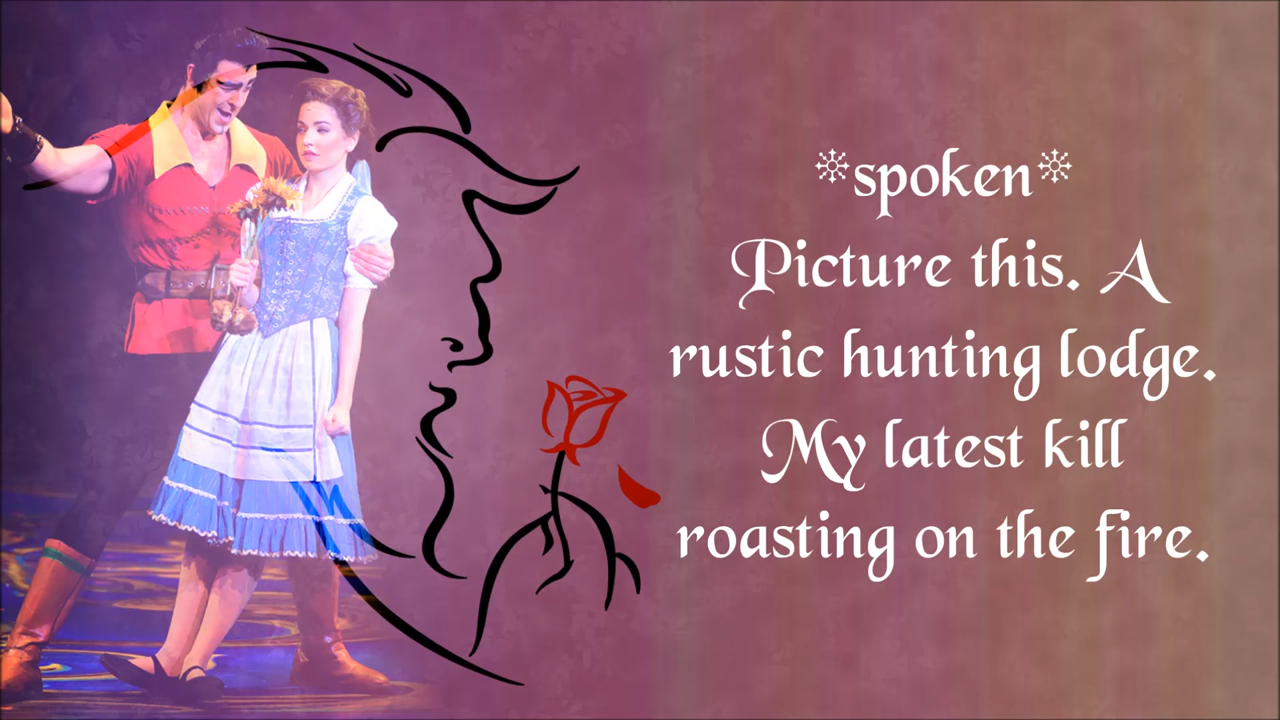 *spoken*
Picture this. A
rustic hunting lodge.
My latest kill
roasting on the fire.